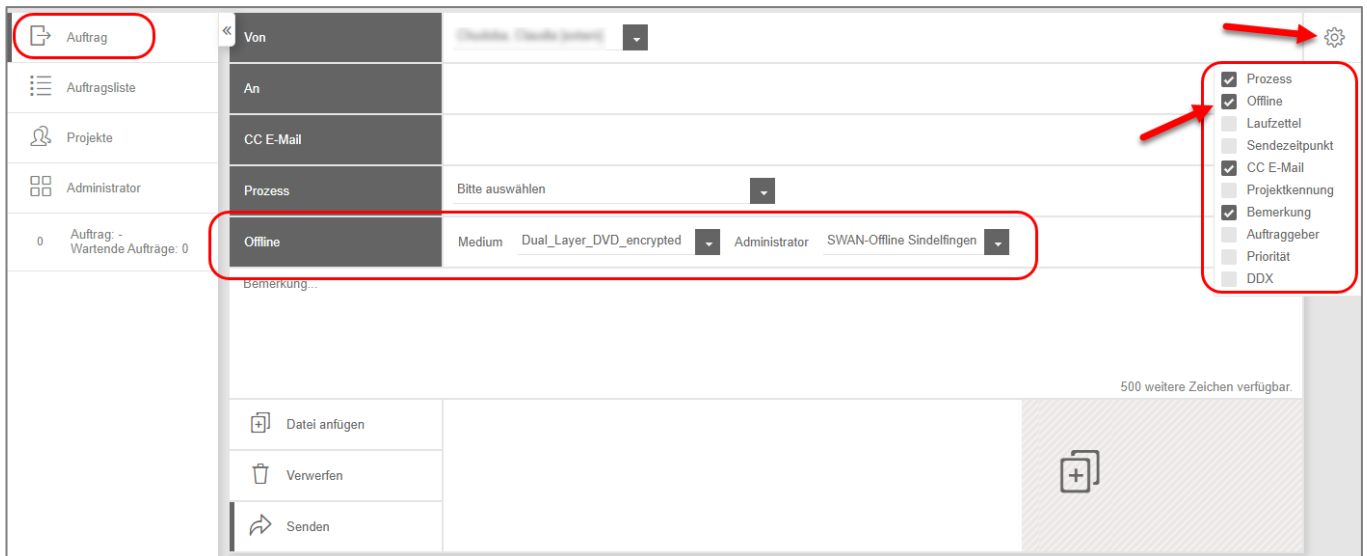 Auftrag
Auftragsliste
Projekte
Administrator
0 Auftrag: -
Wartende Aufträge: 0
«
Von
An
CC E-Mail
Prozess Bitte auswählen
Offline Medium Dual_Layer_DVD_encrypted Administrator SWAN-Offline Sindelfingen
Bemerkung...
500 weitere Zeichen verfügbar.
Datei anfügen
Verwerfen
Senden
Prozess
Offline
Laufzettel
Sendezeitpunkt
CC E-Mail
Projektkennung
Bemerkung
Auftraggeber
Priorität
DDX